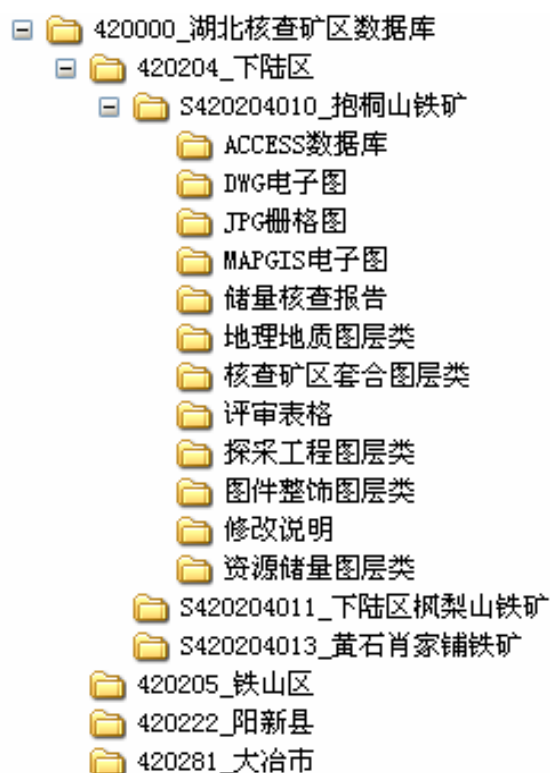 420000_湖北核查矿区数据库
420204_下陆区
S420204010_抱桐山铁矿
ACCESS数据库
DWG电子图
JPG栅格图
MAPGIS电子图
储量核查报告
地理地质图层类
核查矿区套合图层类
评审表格
探采工程图层类
图件整饰图层类
修改说明
资源储量图层类
S420204011_下陆区枫梨山铁矿
S420204013_黄石肖家铺铁矿
420205_铁山区
420222_阳新县
420281_大冶市